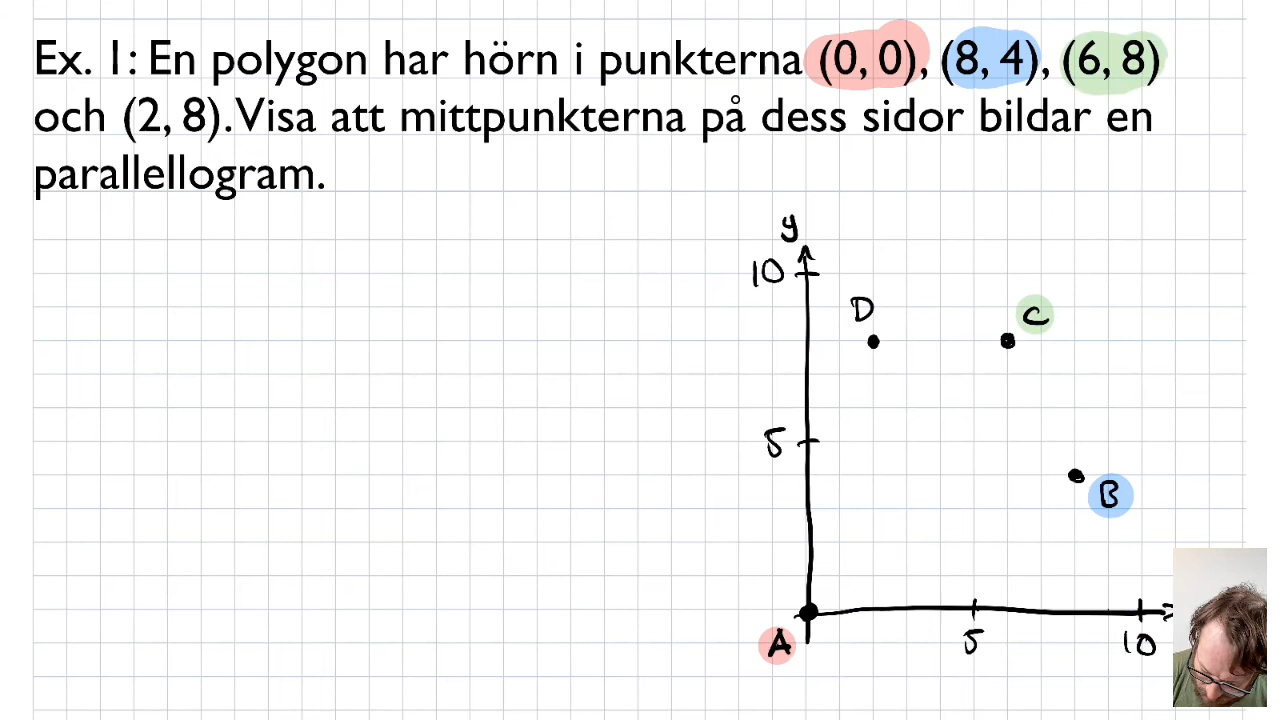 Ex. 1: En polygon har hörn i punkterna (0, 0), (8, 4), (6, 8)
och (2, 8). Visa att mittpunkterna på dess sidor bildar en
parallellogram.
y
10
D
C
5
B
A
5
10